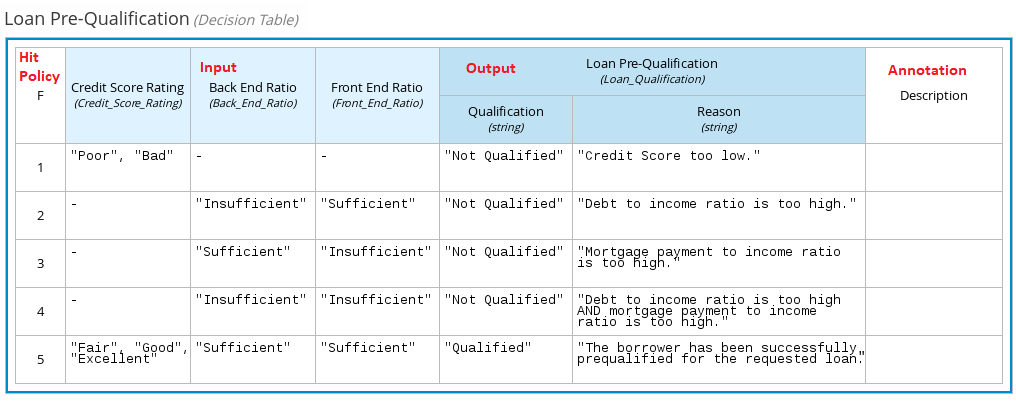 Loan Pre-Qualification (Decision Table)
Hit
Policy
F
Input
Credit Score Rating
(Credit_Score_Rating)
Back End Ratio
(Back_End_Ratio)
Front End Ratio
(Front_End_Ratio)
Output
Loan Pre-Qualification
(Loan_Qualification)
Qualification
(string)
Reason
(string)
Annotation
Description
1
"Poor", "Bad"
-
-
"Not Qualified"
"Credit Score too low."
2
-
"Insufficient"
"Sufficient"
"Not Qualified"
"Debt to income ratio is too high."
3
-
"Sufficient"
"Insufficient"
"Not Qualified"
"Mortgage payment to income ratio
is too high."
4
-
"Insufficient"
"Insufficient"
"Not Qualified"
"Debt to income ratio is too high
AND mortgage payment to income
ratio is too high."
5
"Fair", "Good",
"Excellent"
"Sufficient"
"Sufficient"
"Qualified"
"The borrower has been successfully
prequalified for the requested loan."